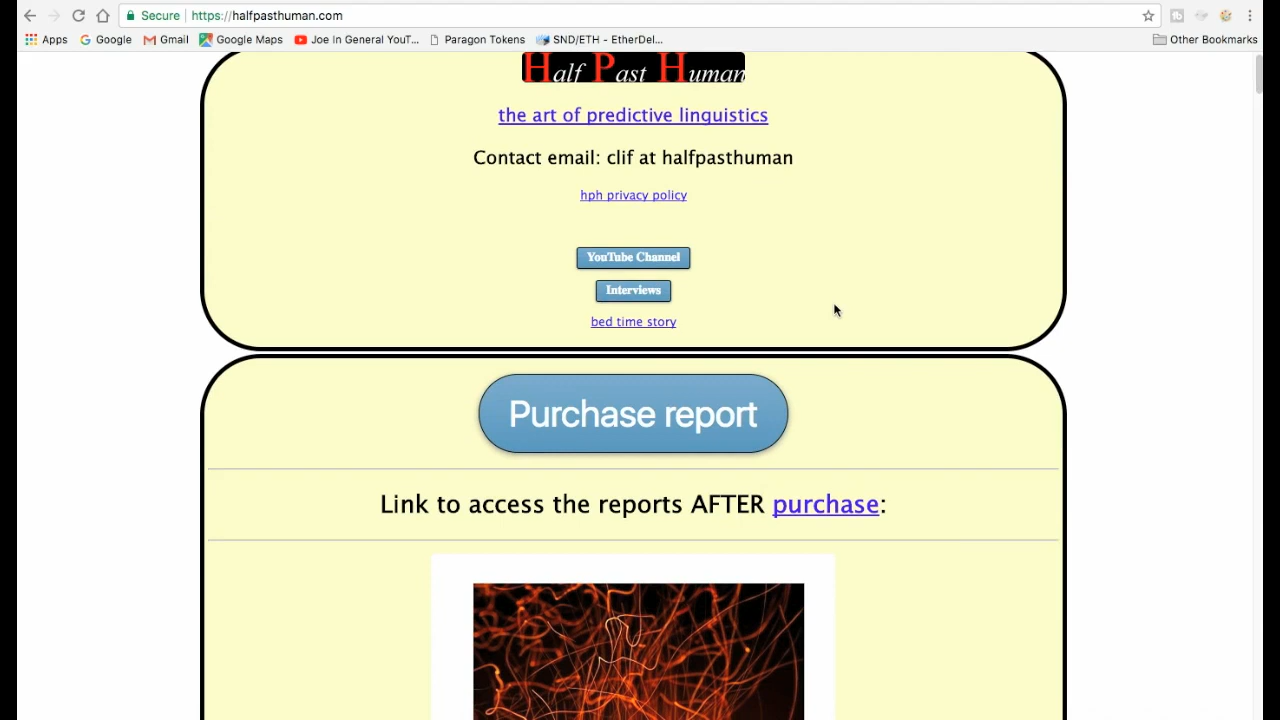 Secure https://halfpasthuman.com
Apps Google Gmail Google Maps Joe In General YouT... Paragon Tokens SND/ETH - EtherDel... Other Bookmarks
Half Past Human
the art of predictive linguistics
Contact email: clif at halfpasthuman
hph privacy policy
YouTube Channel
Interviews
bed time story
Purchase report
Link to access the reports AFTER purchase: